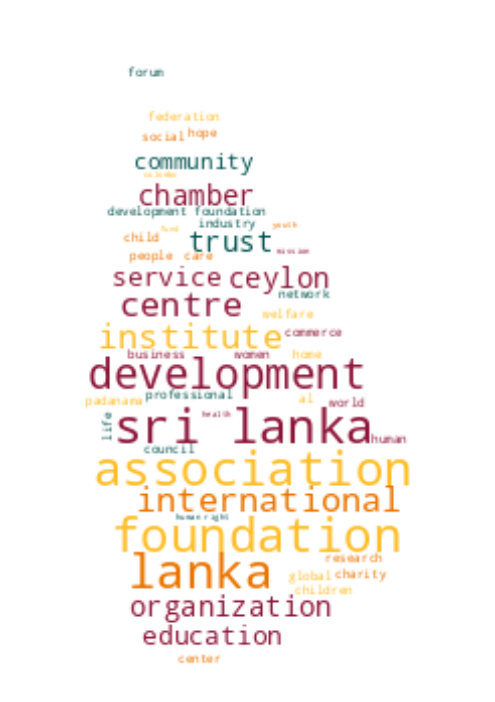 forum
federation
social hope
community
colombo
chamber
development foundation
industry youth
fund
child trust
mission
people care
service ceylon
network
centre
welfare
institute commerce
business women home
development
professional
padanama al world
health
life sri lanka human
council
association
international
human right
foundation
research
lanka
global charity
children
organization
education
center